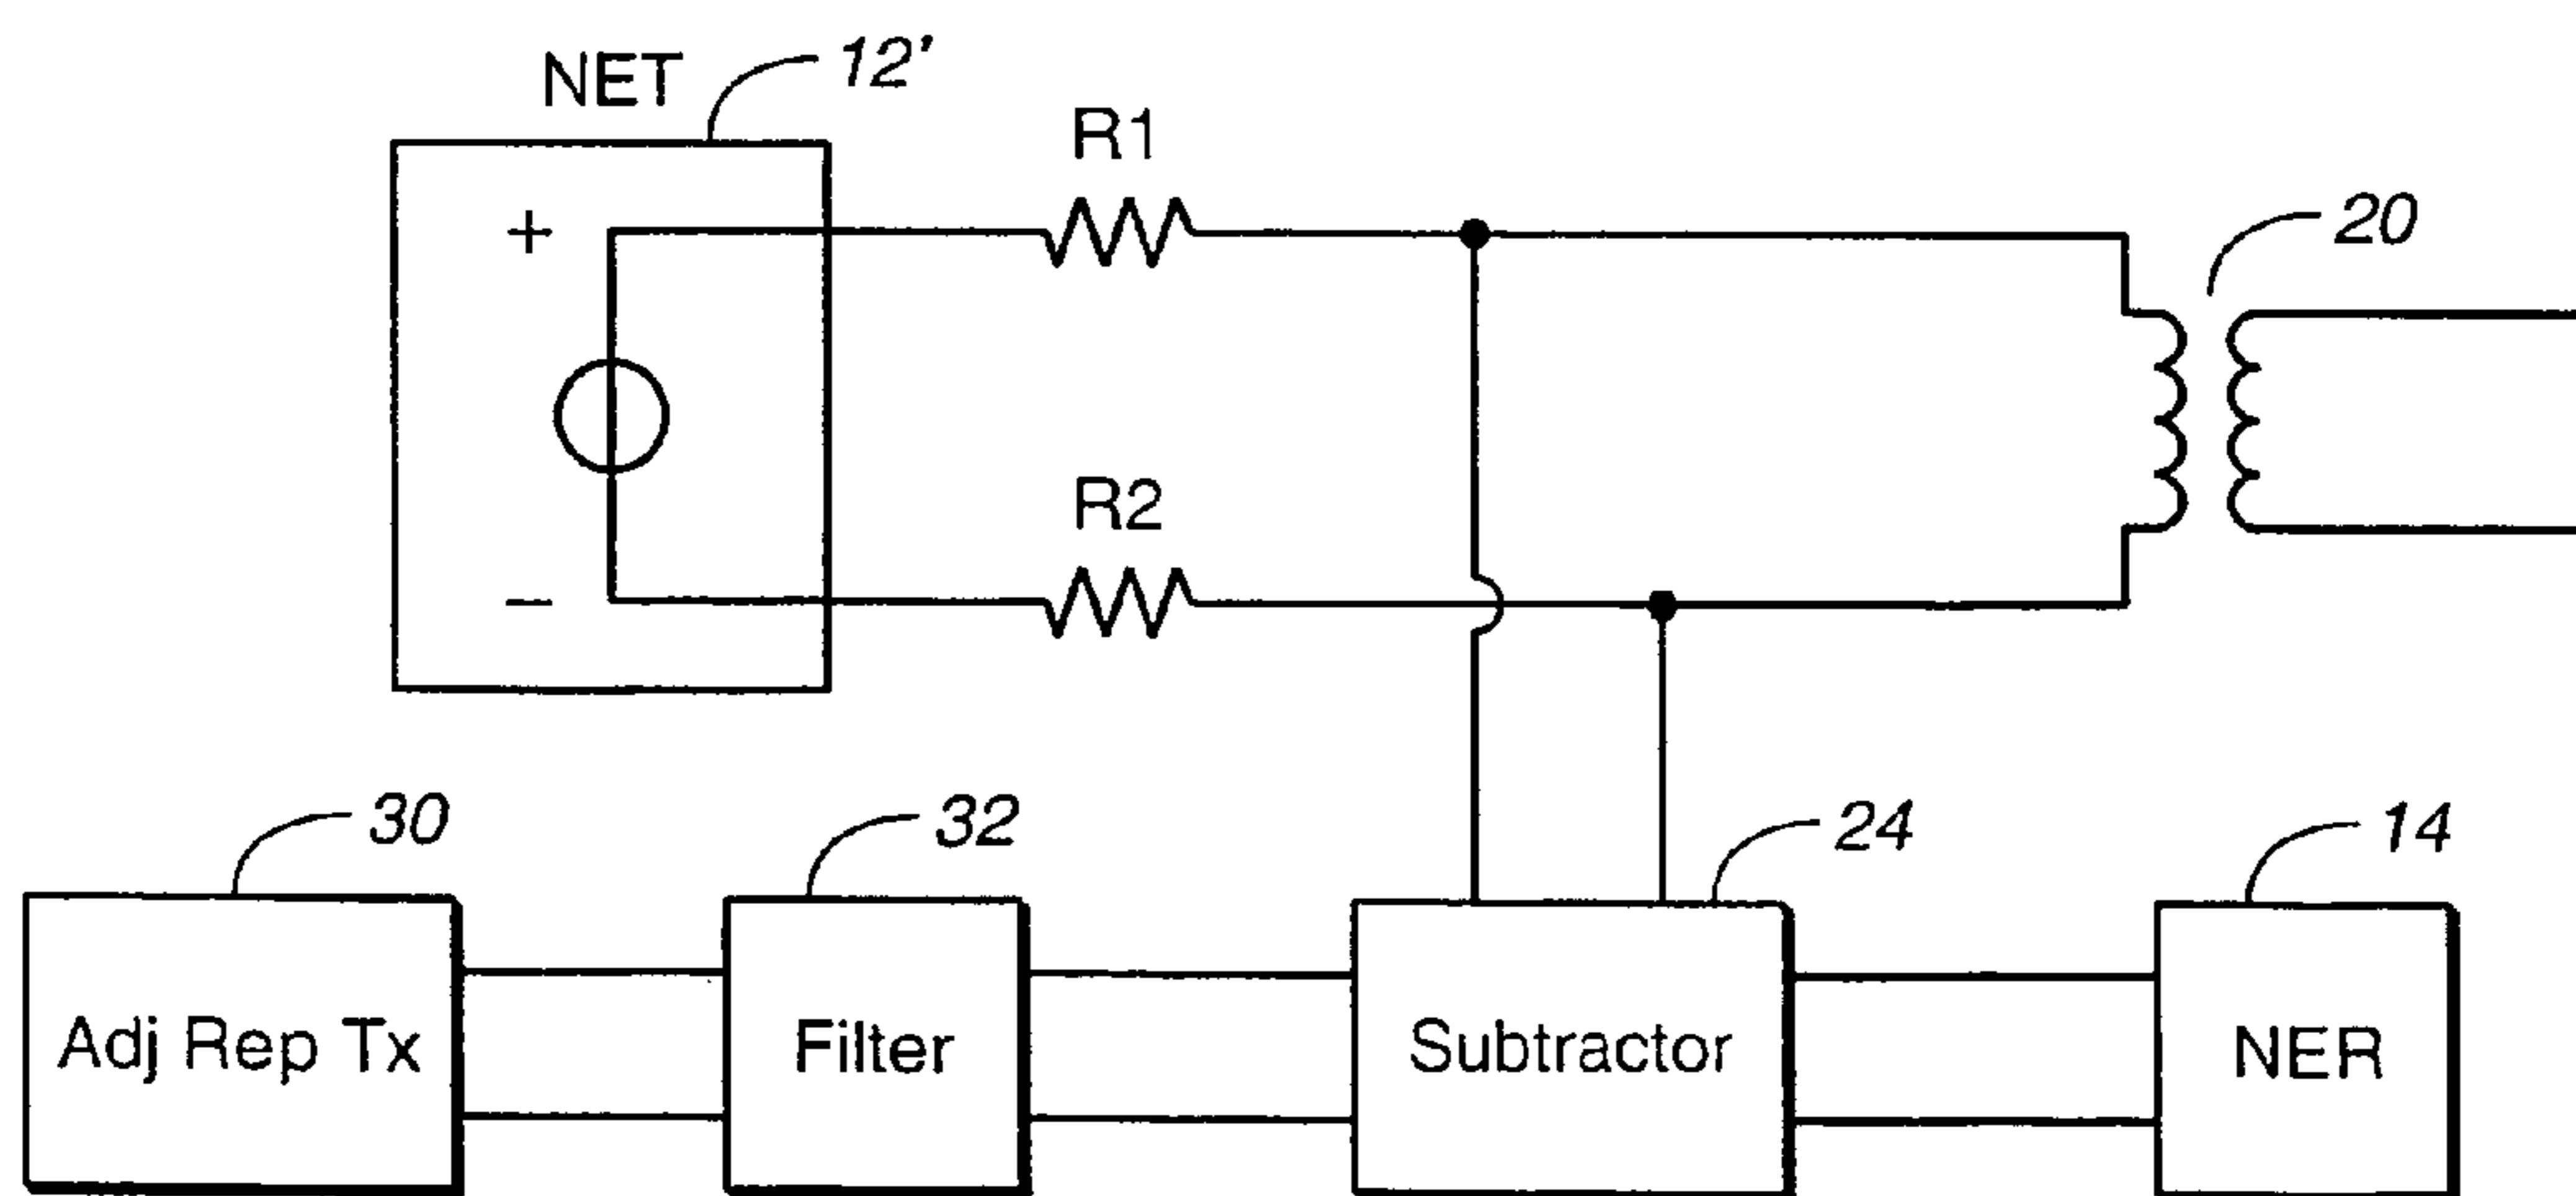 NET
12'
R1
+
20
R2
−
30
32
24
14
Adj Rep Tx
Filter
Subtractor
NER